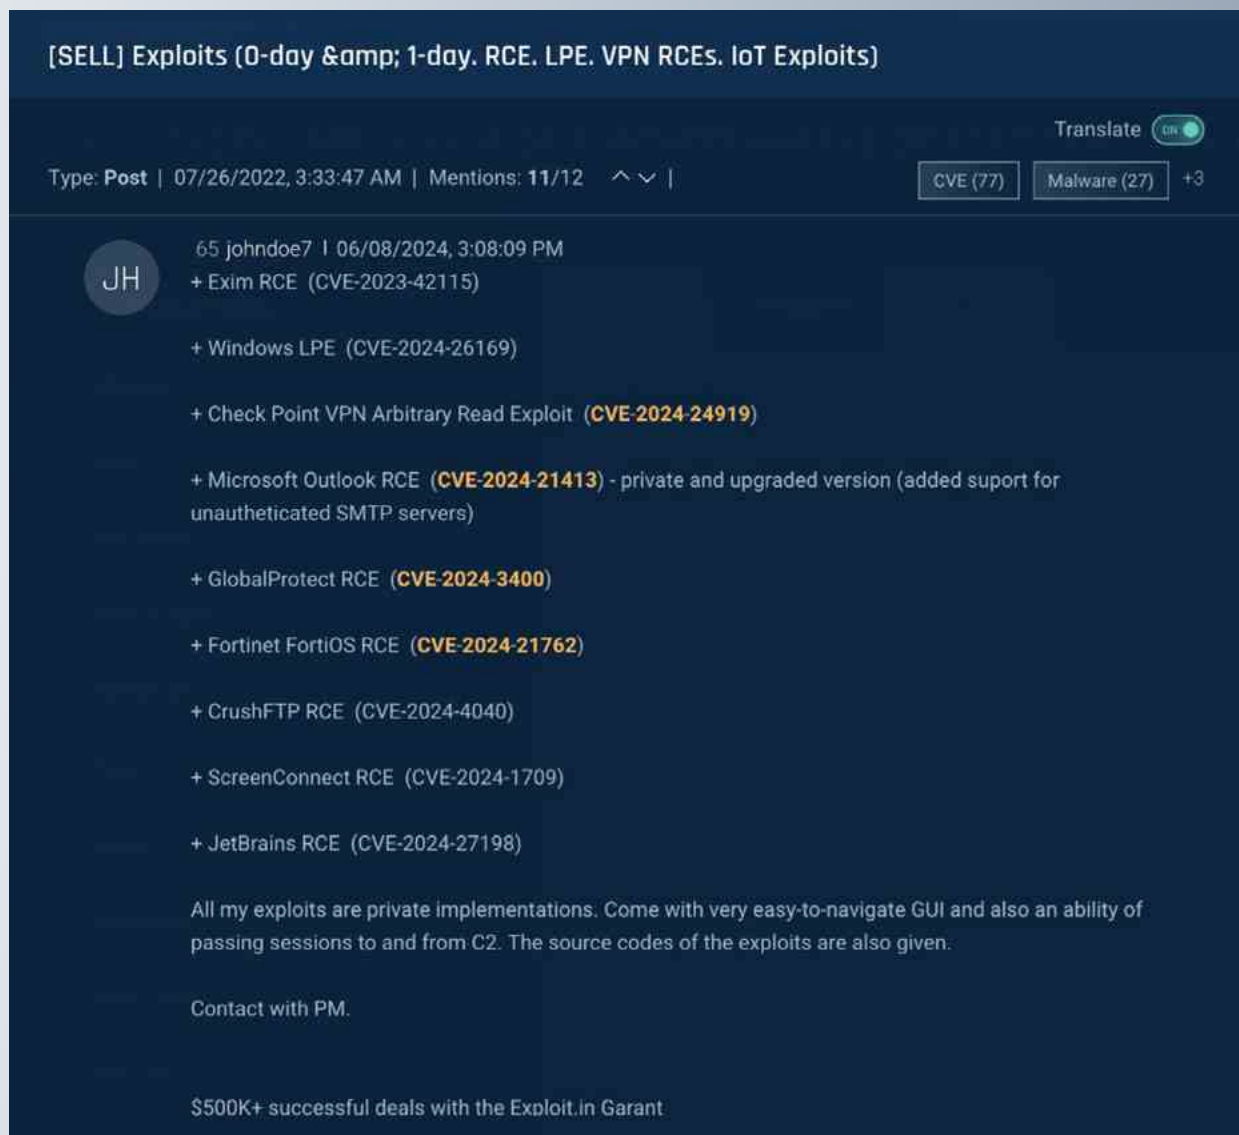 [SELL] Exploits (0-day &amp; 1-day. RCE. LPE. VPN RCEs. IoT Exploits)
Translate ON
Type: Post | 07/26/2022, 3:33:47 AM | Mentions: 11/12 |
CVE (77) Malware (27) +3
JH
65 johndoe7 | 06/08/2024, 3:08:09 PM
+ Exim RCE (CVE-2023-42115)
+ Windows LPE (CVE-2024-26169)
+ Check Point VPN Arbitrary Read Exploit (CVE-2024-24919)
+ Microsoft Outlook RCE (CVE-2024-21413) - private and upgraded version (added suport for
unautheticated SMTP servers)
+ GlobalProtect RCE (CVE-2024-3400)
+ Fortinet FortiOS RCE (CVE-2024-21762)
+ CrushFTP RCE (CVE-2024-4040)
+ ScreenConnect RCE (CVE-2024-1709)
+ JetBrains RCE (CVE-2024-27198)
All my exploits are private implementations. Come with very easy-to-navigate GUI and also an ability of
passing sessions to and from C2. The source codes of the exploits are also given.
Contact with PM.
$500K+ successful deals with the Exploit.in Garant